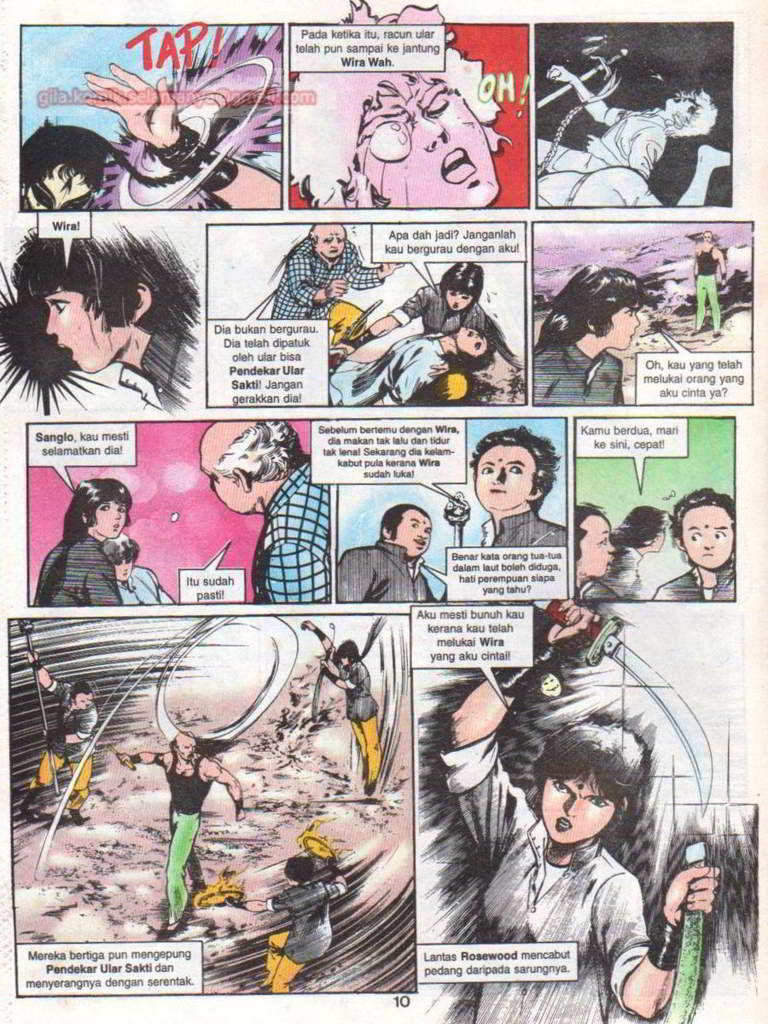 TAP!
gila.komik.selamanya@gmail.com
Pada ketika itu, racun ular
telah pun sampai ke jantung
Wira Wah.
OH!
Wira!
Apa dah jadi? Janganlah
kau bergurau dengan aku!
Dia bukan bergurau.
Dia telah dipatuk
oleh ular bisa
Pendekar Ular
Sakti! Jangan
gerakkan dia!
Oh, kau yang telah
melukai orang yang
aku cinta ya?
Sanglo, kau mesti
selamatkan dia!
Itu sudah
pasti!
Sebelum bertemu dengan Wira,
dia makan tak lalu dan tidur
tak lena! Sekarang dia kelam-
kabut pula kerana Wira
sudah luka!
Benar kata orang tua-tua
dalam laut boleh diduga,
hati perempuan siapa
yang tahu?
Kamu berdua, mari
ke sini, cepat!
Mereka bertiga pun mengepung
Pendekar Ular Sakti dan
menyerangnya dengan serentak.
Aku mesti bunuh kau
kerana kau telah
melukai Wira
yang aku cintai!
Lantas Rosewood mencabut
pedang daripada sarungnya.
10